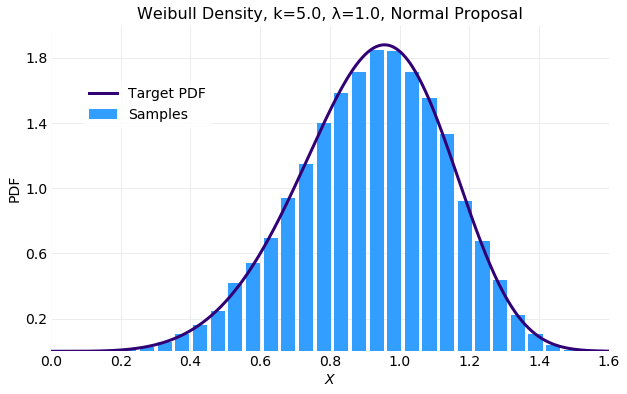 Weibull Density, k=5.0, λ=1.0, Normal Proposal
PDF
1.8
1.4
1.0
0.6
0.2
Target PDF
Samples
0.0 0.2 0.4 0.6 0.8 1.0 1.2 1.4 1.6
X